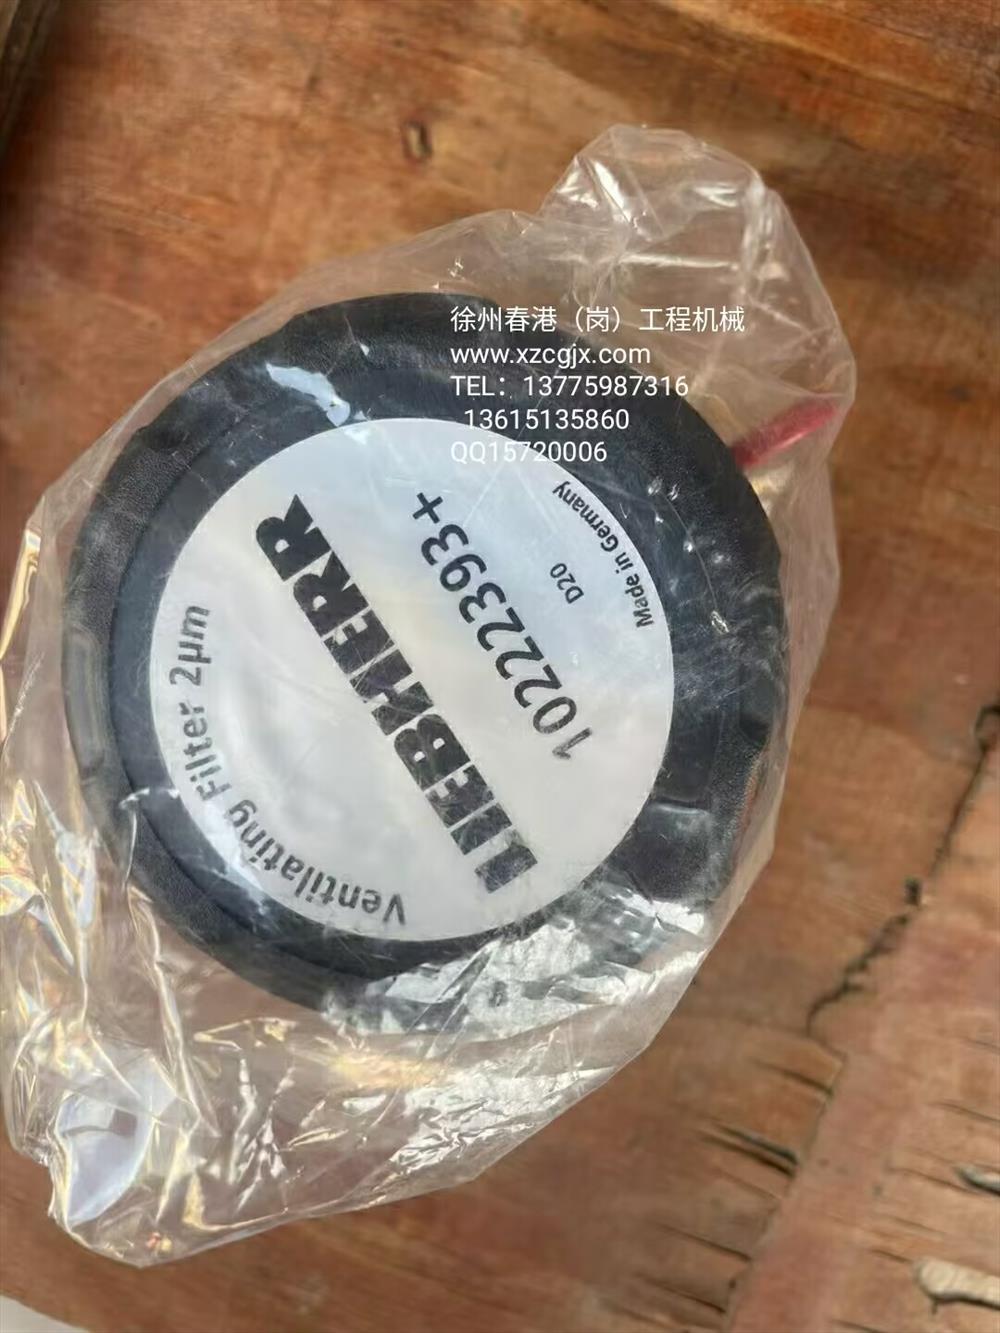 徐州春港（岗）工程机械
www.xzcgjx.com
TEL：13775987316
13615135860
QQ15720006
Ventilating Filter 2µm
LIEBHERR
10222393+
D20
Made in Germany